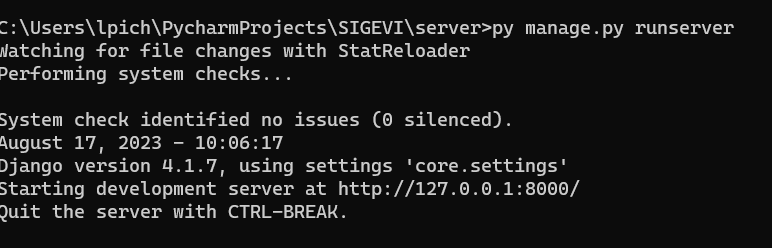 C:\Users\lpich\PycharmProjects\SIGEVI\server>py manage.py runserver
Watching for file changes with StatReloader
Performing system checks...
System check identified no issues (0 silenced).
August 17, 2023 - 10:06:17
Django version 4.1.7, using settings 'core.settings'
Starting development server at http://127.0.0.1:8000/
Quit the server with CTRL-BREAK.